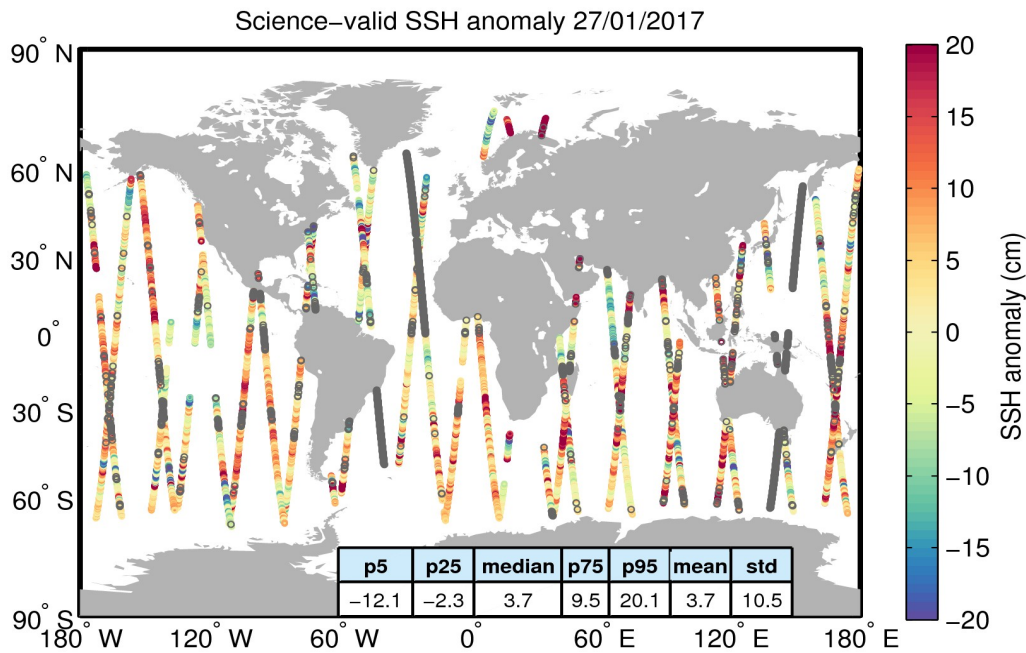 Science−valid SSH anomaly 27/01/2017
90° N
60° N
30° N
0°
30° S
60° S
90° S
180° W
120° W
60° W
0°
60° E
120° E
180° E
p5 p25 median p75 p95 mean std
−12.1 −2.3 3.7 9.5 20.1 3.7 10.5
20
15
10
5
0
−5
−10
−15
−20
SSH anomaly (cm)